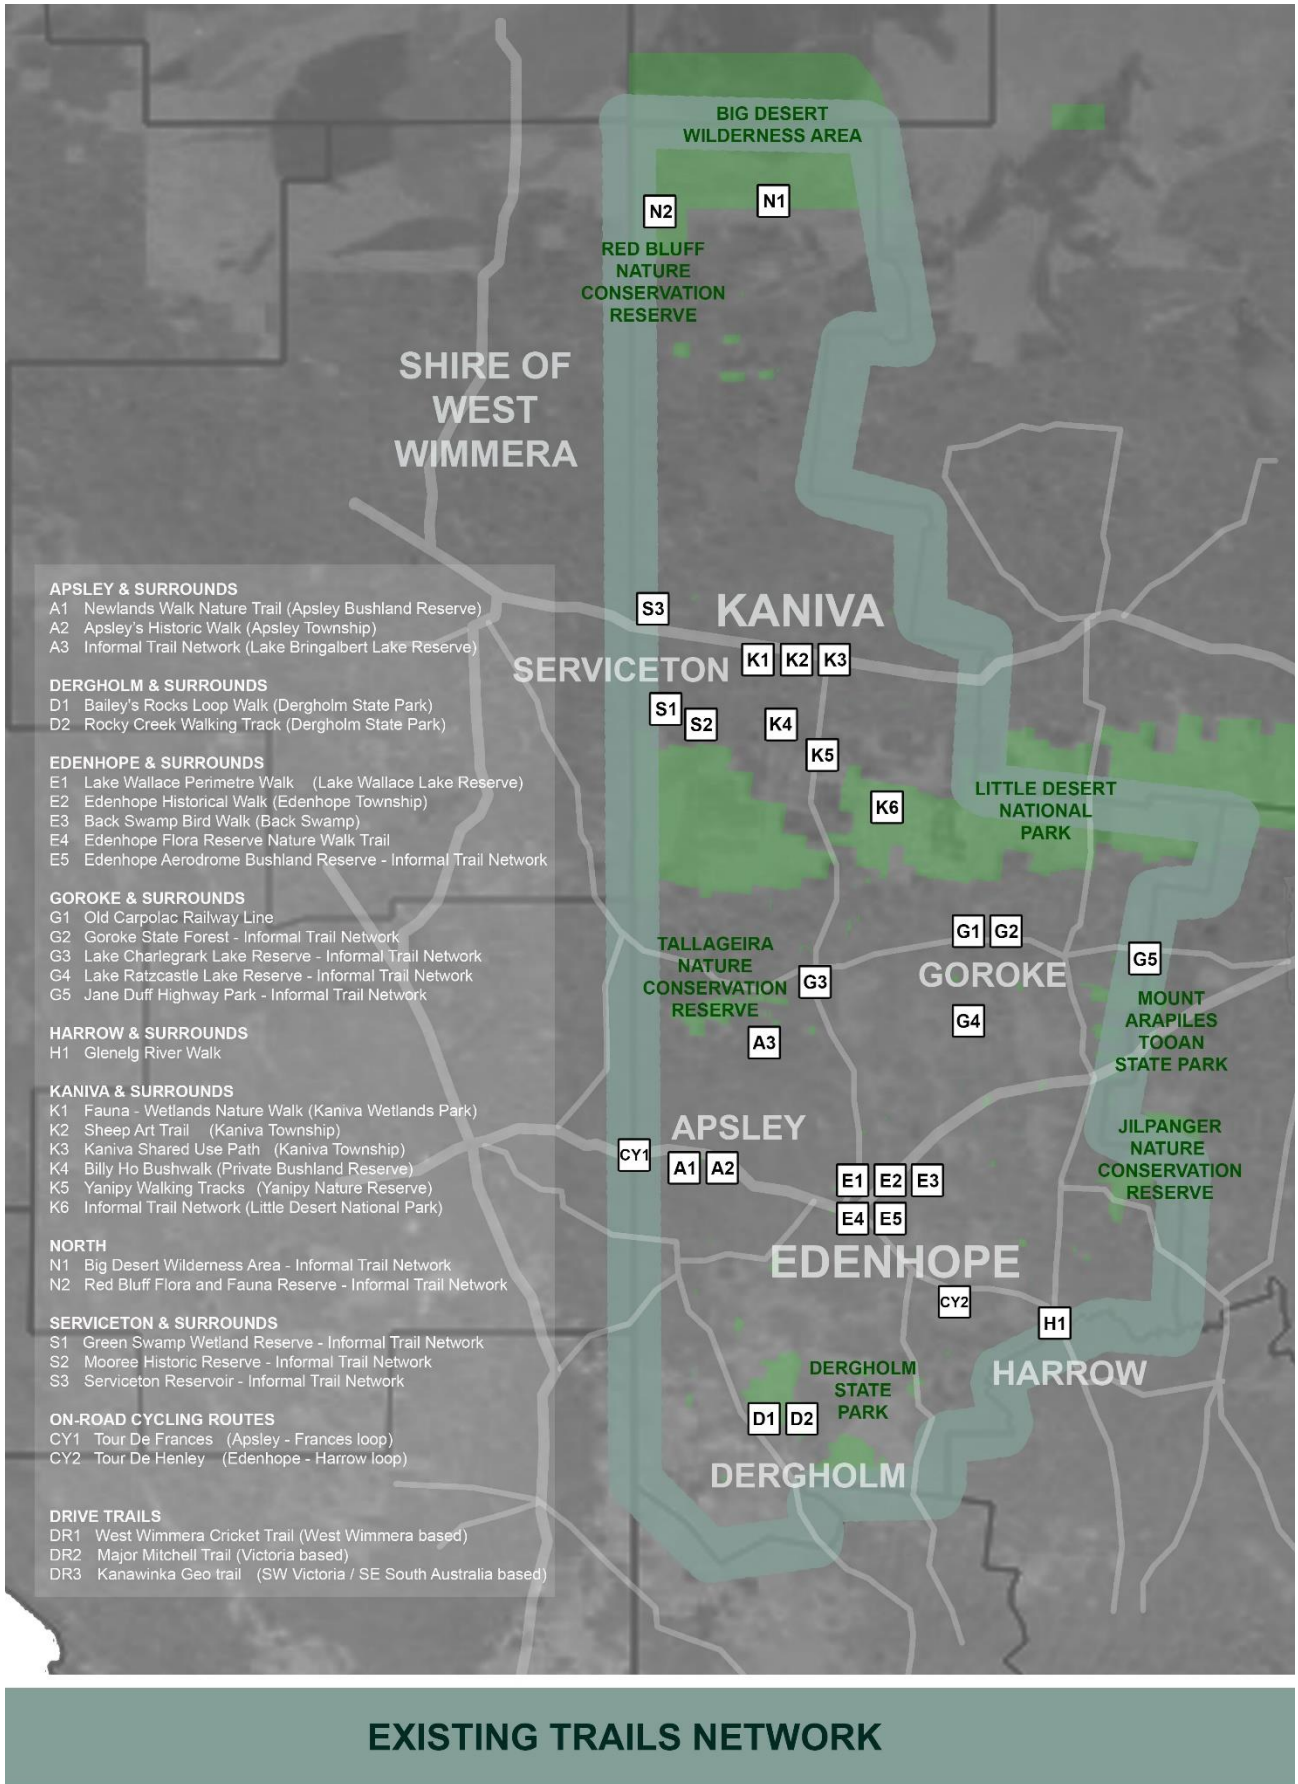 BIG DESERT
WILDERNESS AREA
N2
N1
RED BLUFF
NATURE
CONSERVATION
RESERVE
SHIRE OF
WEST
WIMMERA
S3
KANIVA
SERVICETON
K1
K2
K3
S1
S2
K4
K5
K6
LITTLE DESERT
NATIONAL
PARK
G1
G2
GOROKE
TALLAGEIRA
NATURE
CONSERVATION
RESERVE
G3
G5
G4
A3
MOUNT
ARAPILES
TOOAN
STATE PARK
APSLEY
CY1
A1
A2
JILPANGER
NATURE
CONSERVATION
RESERVE
E1
E2
E3
E4
E5
EDENHOPE
CY2
H1
HARROW
DERGHOLM
STATE
PARK
D1
D2
DERGHOLM
APSLEY & SURROUNDS
A1 Newlands Walk Nature Trail (Apsley Bushland Reserve)
A2 Apsley's Historic Walk (Apsley Township)
A3 Informal Trail Network (Lake Bringalbert Lake Reserve)
DERGHOLM & SURROUNDS
D1 Bailey's Rocks Loop Walk (Dergholm State Park)
D2 Rocky Creek Walking Track (Dergholm State Park)
EDENHOPE & SURROUNDS
E1 Lake Wallace Perimetre Walk (Lake Wallace Lake Reserve)
E2 Edenhope Historical Walk (Edenhope Township)
E3 Back Swamp Bird Walk (Back Swamp)
E4 Edenhope Flora Reserve Nature Walk Trail
E5 Edenhope Aerodrome Bushland Reserve - Informal Trail Network
GOROKE & SURROUNDS
G1 Old Carpolac Railway Line
G2 Goroke State Forest - Informal Trail Network
G3 Lake Charlegrark Lake Reserve - Informal Trail Network
G4 Lake Ratzcastle Lake Reserve - Informal Trail Network
G5 Jane Duff Highway Park - Informal Trail Network
HARROW & SURROUNDS
H1 Glenelg River Walk
KANIVA & SURROUNDS
K1 Fauna - Wetlands Nature Walk (Kaniva Wetlands Park)
K2 Sheep Art Trail (Kaniva Township)
K3 Kaniva Shared Use Path (Kaniva Township)
K4 Billy Ho Bushwalk (Private Bushland Reserve)
K5 Yanipy Walking Tracks (Yanipy Nature Reserve)
K6 Informal Trail Network (Little Desert National Park)
NORTH
N1 Big Desert Wilderness Area - Informal Trail Network
N2 Red Bluff Flora and Fauna Reserve - Informal Trail Network
SERVICETON & SURROUNDS
S1 Green Swamp Wetland Reserve - Informal Trail Network
S2 Mooree Historic Reserve - Informal Trail Network
S3 Serviceton Reservoir - Informal Trail Network
ON-ROAD CYCLING ROUTES
CY1 Tour De Frances (Apsley - Frances loop)
CY2 Tour De Henley (Edenhope - Harrow loop)
DRIVE TRAILS
DR1 West Wimmera Cricket Trail (West Wimmera based)
DR2 Major Mitchell Trail (Victoria based)
DR3 Kanawinka Geo trail (SW Victoria / SE South Australia based)
EXISTING TRAILS NETWORK